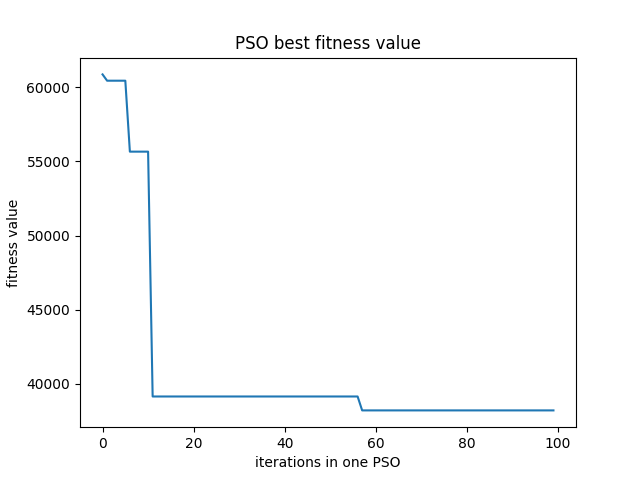 PSO best fitness value
fitness value
60000
55000
50000
45000
40000
0 20 40 60 80 100
iterations in one PSO